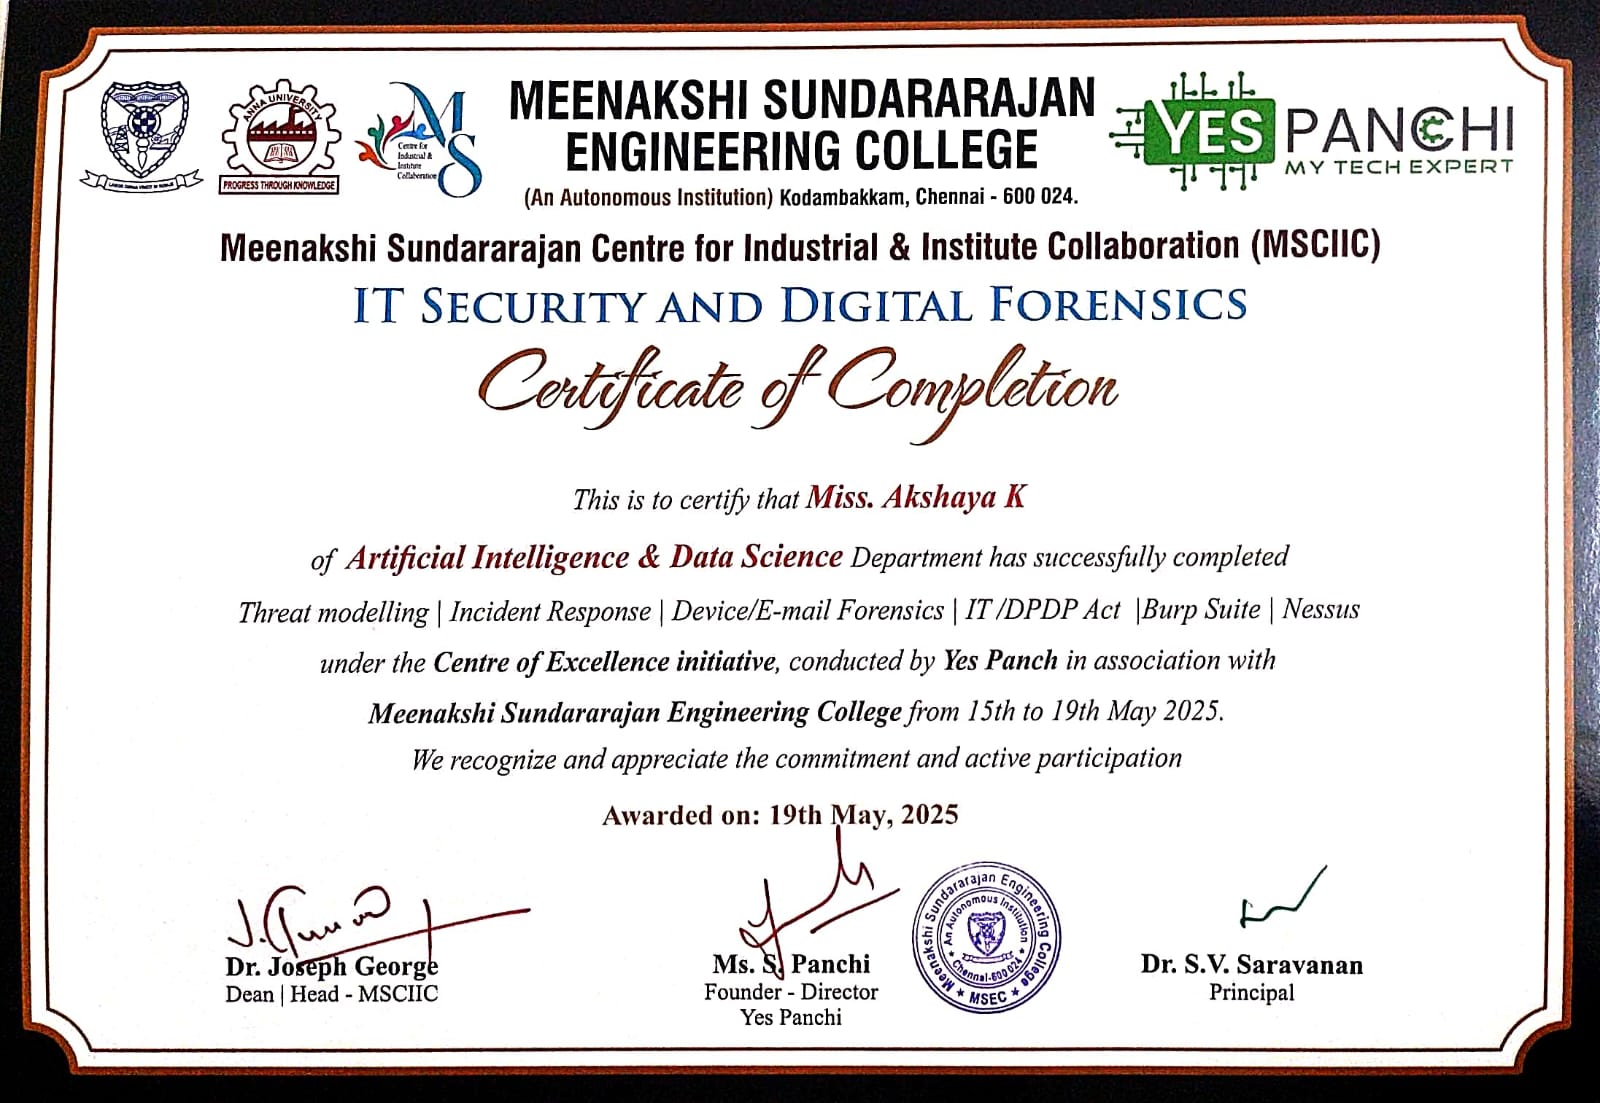 MEENAKSHI SUNDARARAJAN
ENGINEERING COLLEGE
(An Autonomous Institution) Kodambakkam, Chennai - 600 024.
ANNA UNIVERSITY
PROGRESS THROUGH KNOWLEDGE
MS
Centre for
Industrial &
Institute
Collaboration
YES PANCHI
MY TECH EXPERT
Meenakshi Sundararajan Centre for Industrial & Institute Collaboration (MSCIIC)
IT SECURITY AND DIGITAL FORENSICS
Certificate of Completion
This is to certify that Miss. Akshaya K
of Artificial Intelligence & Data Science Department has successfully completed
Threat modelling | Incident Response | Device/E-mail Forensics | IT /DPDP Act |Burp Suite | Nessus
under the Centre of Excellence initiative, conducted by Yes Panch in association with
Meenakshi Sundararajan Engineering College from 15th to 19th May 2025.
We recognize and appreciate the commitment and active participation
Awarded on: 19th May, 2025
Dr. Joseph George
Dean | Head - MSCIIC
Ms. S. Panchi
Founder - Director
Yes Panchi
Meenakshi Sundararajan Engineering College
An Autonomous Institution
Chennai-600 024
★ MSEC ★
Dr. S.V. Saravanan
Principal